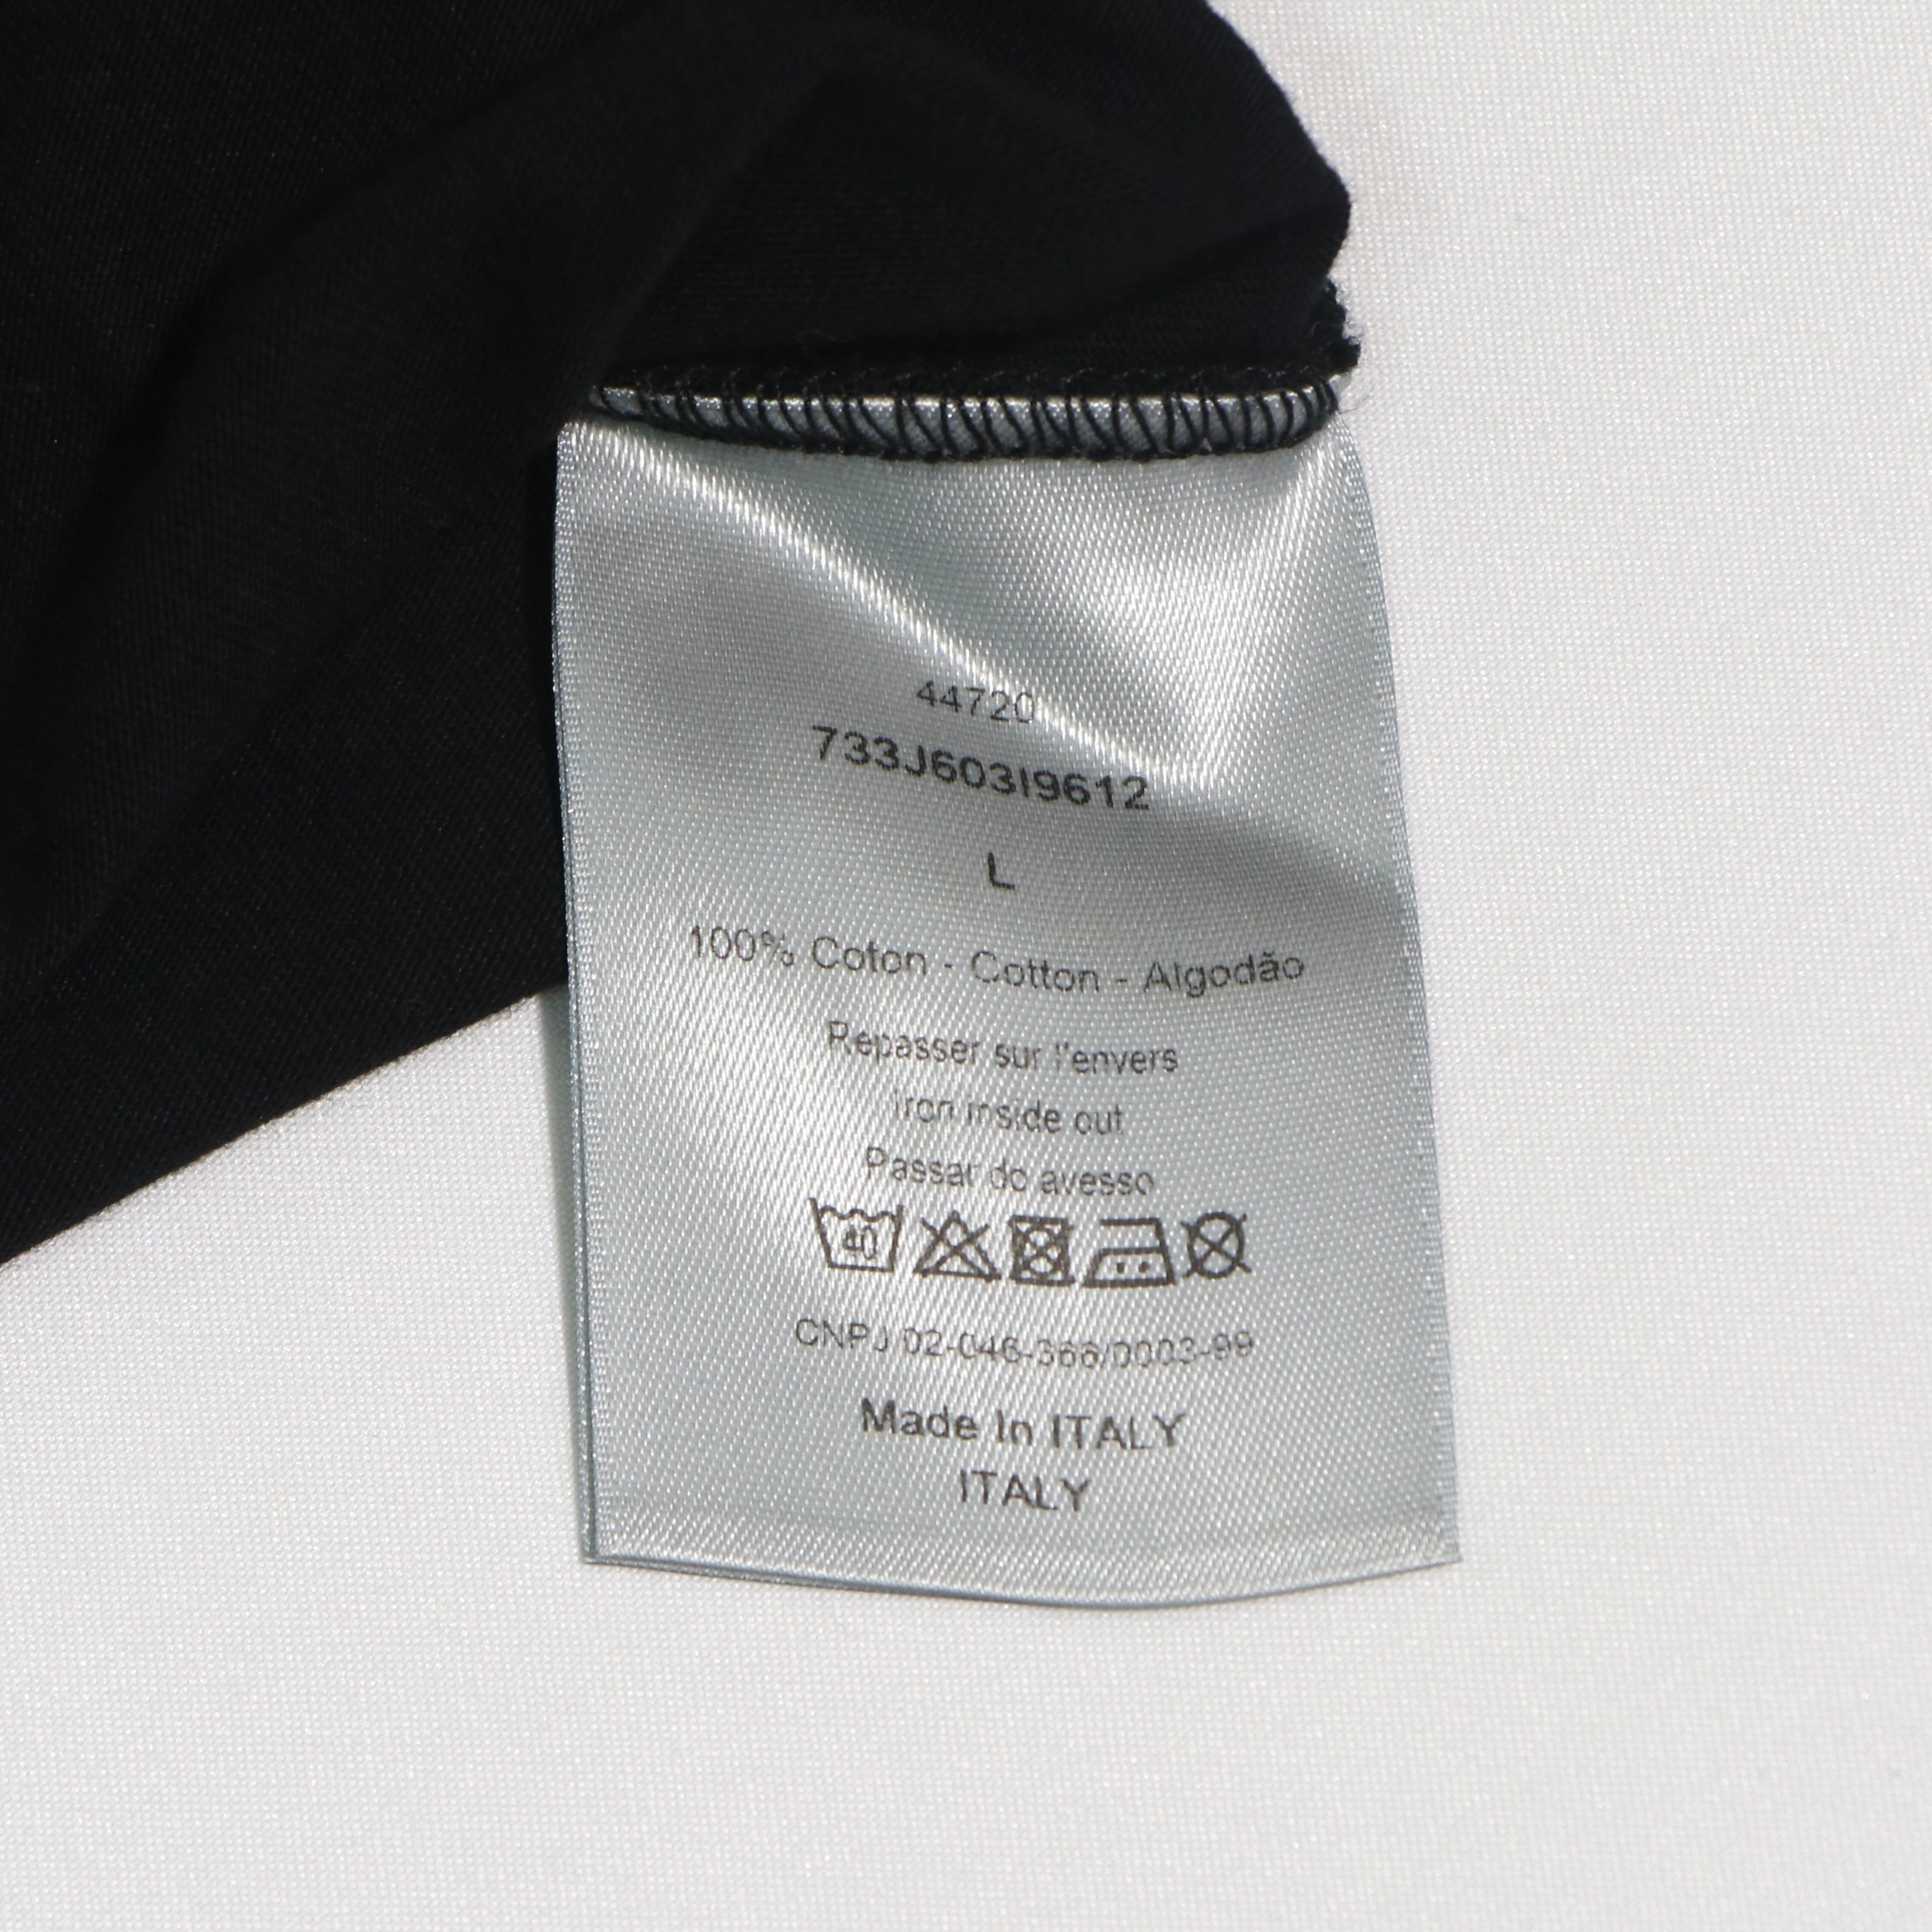 44720
733J603I9612
L
100% Coton - Cotton - Algodão
Repasser sur l'envers
iron inside out
Passar do avesso
40
CNPJ 02-046-366/0003-99
Made In ITALY
ITALY